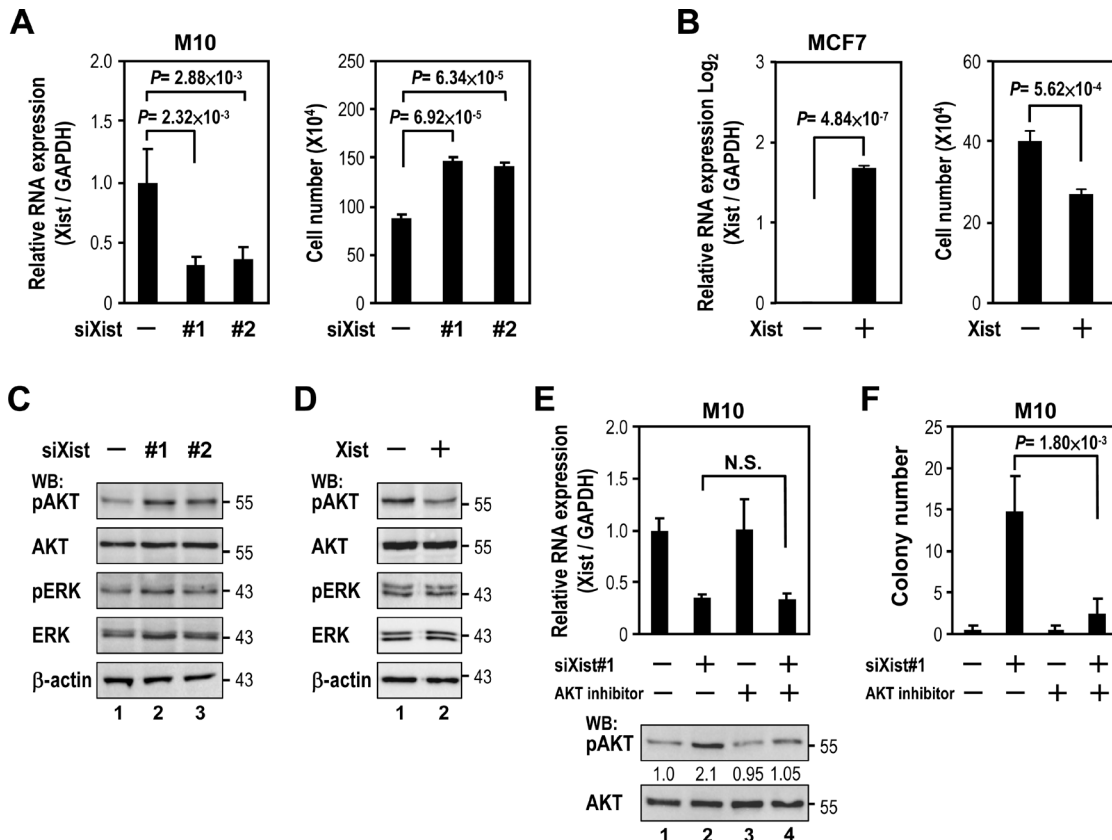 A
M10
Relative RNA expression
(Xist / GAPDH)
2.0
1.5
1.0
0.5
0
P= 2.88×10-3
P= 2.32×10-3
siXist — #1 #2
Cell number (X10⁴)
250
200
150
100
50
0
P= 6.34×10-5
P= 6.92×10-5
siXist — #1 #2
B
MCF7
Relative RNA expression Log₂
(Xist / GAPDH)
3
2
1
0
P= 4.84×10-7
Xist — +
Cell number (X10⁴)
60
40
20
0
P= 5.62×10-4
Xist — +
C
siXist — #1 #2
WB:
pAKT 55
AKT 55
pERK 43
ERK 43
β-actin 43
1 2 3
D
Xist — +
WB:
pAKT 55
AKT 55
pERK 43
ERK 43
β-actin 43
1 2
E
M10
Relative RNA expression
(Xist / GAPDH)
2.0
1.5
1.0
0.5
0
N.S.
siXist#1 — + — +
AKT inhibitor — — + +
WB:
pAKT 55
1.0 2.1 0.95 1.05
AKT 55
1 2 3 4
F
M10
Colony number
25
20
15
10
5
0
P= 1.80×10-3
siXist#1 — + — +
AKT inhibitor — — + +